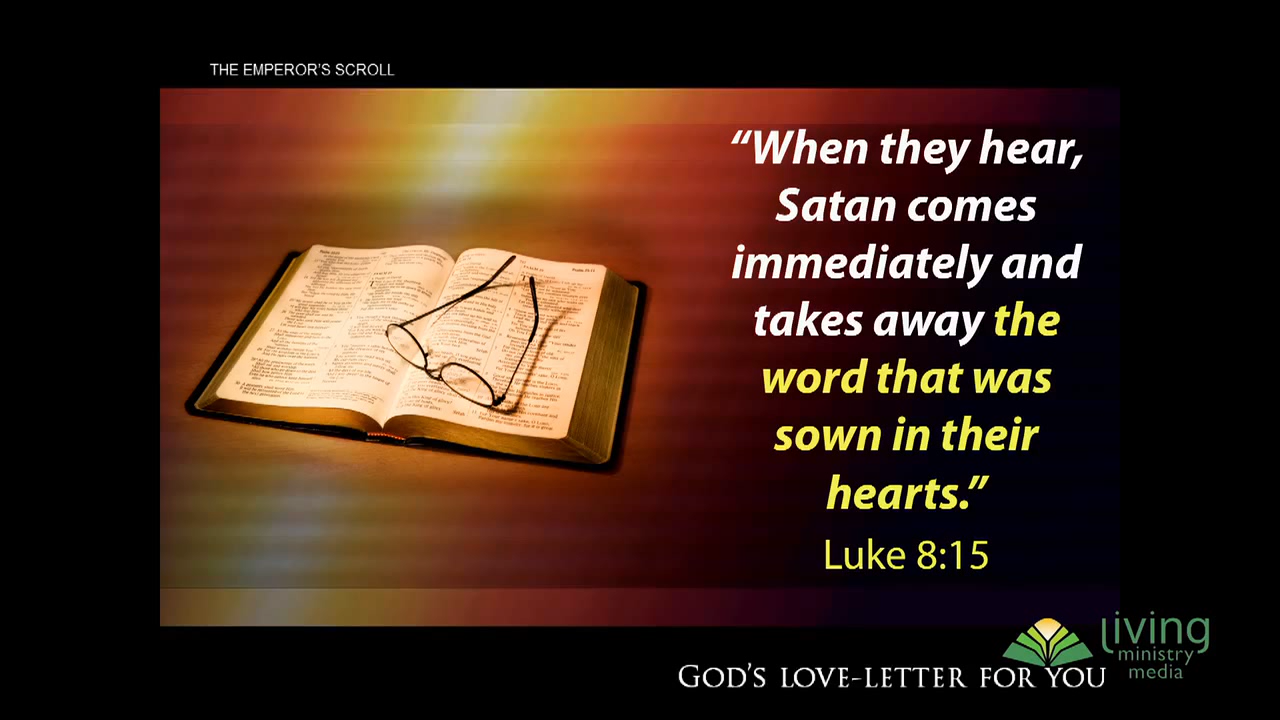 THE EMPEROR'S SCROLL
“When they hear,
Satan comes
immediately and
takes away the
word that was
sown in their
hearts.”
Luke 8:15
living
ministry
media
GOD'S LOVE-LETTER FOR YOU